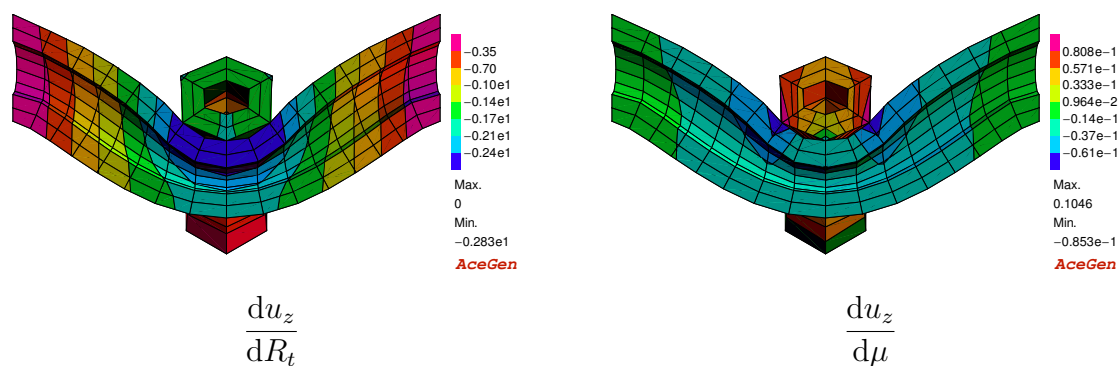 −0.35
−0.70
−0.10e1
−0.14e1
−0.17e1
−0.21e1
−0.24e1
Max.
0
Min.
−0.283e1
AceGen
du_z
dR_t
0.808e−1
0.571e−1
0.333e−1
0.964e−2
−0.14e−1
−0.37e−1
−0.61e−1
Max.
0.1046
Min.
−0.853e−1
AceGen
du_z
dμ